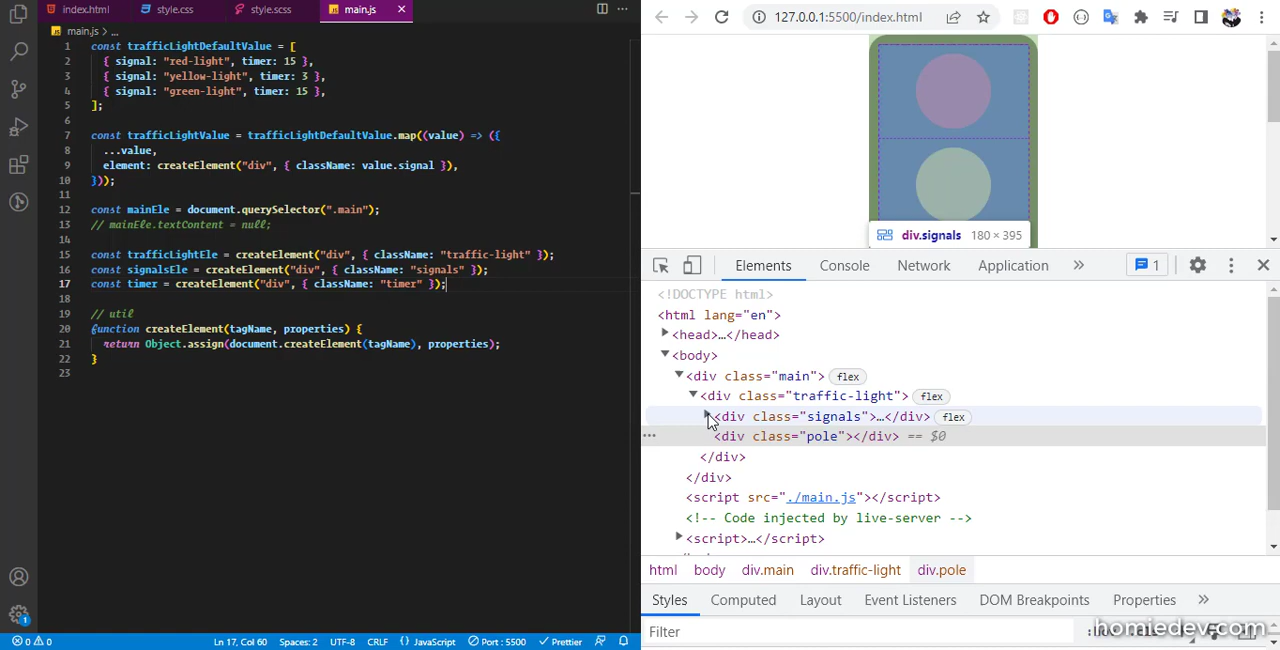 index.html
style.css
style.scss
main.js
main.js > ...
1 const trafficLightDefaultValue = [
2 { signal: "red-light", timer: 15 },
3 { signal: "yellow-light", timer: 3 },
4 { signal: "green-light", timer: 15 },
5 ];
6
7 const trafficLightValue = trafficLightDefaultValue.map((value) => ({
8 ...value,
9 element: createElement("div", { className: value.signal }),
10 }));
11
12 const mainEle = document.querySelector(".main");
13 // mainEle.textContent = null;
14
15 const trafficLightEle = createElement("div", { className: "traffic-light" });
16 const signalsEle = createElement("div", { className: "signals" });
17 const timer = createElement("div", { className: "timer" });
18
19 // util
20 function createElement(tagName, properties) {
21 return Object.assign(document.createElement(tagName), properties);
22 }
23
1
0 0
Ln 17, Col 60 Spaces: 2 UTF-8 CRLF {} JavaScript Port : 5500 Prettier
127.0.0.1:5500/index.html
div.signals 180 × 395
Elements Console Network Application » 1
<!DOCTYPE html>
<html lang="en">
<head>…</head>
<body>
<div class="main"> flex
<div class="traffic-light"> flex
<div class="signals">…</div> flex
<div class="pole"></div> == $0
</div>
</div>
<script src="./main.js"></script>
<!-- Code injected by live-server -->
<script>…</script>
html body div.main div.traffic-light div.pole
Styles Computed Layout Event Listeners DOM Breakpoints Properties »
Filter
homiedev.com